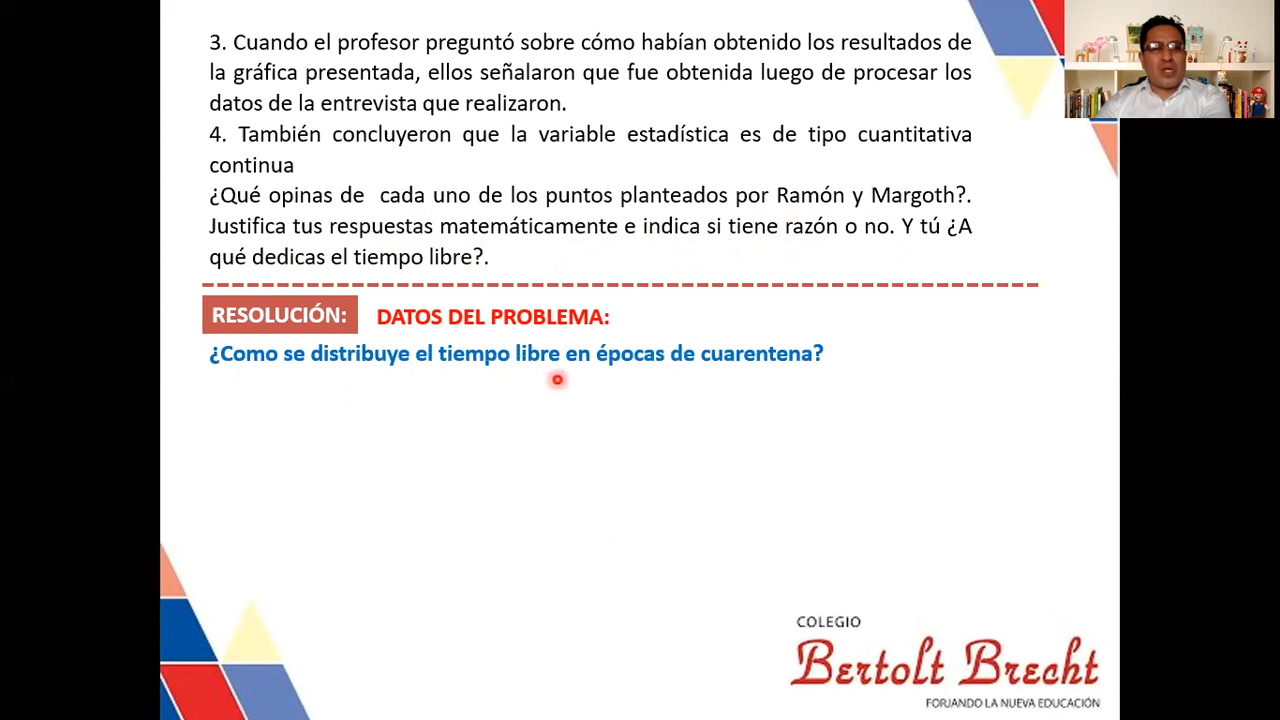 3. Cuando el profesor preguntó sobre cómo habían obtenido los resultados de
la gráfica presentada, ellos señalaron que fue obtenida luego de procesar los
datos de la entrevista que realizaron.
4. También concluyeron que la variable estadística es de tipo cuantitativa
continua
¿Qué opinas de cada uno de los puntos planteados por Ramón y Margoth?.
Justifica tus respuestas matemáticamente e indica si tiene razón o no. Y tú ¿A
qué dedicas el tiempo libre?.
RESOLUCIÓN: DATOS DEL PROBLEMA:
¿Como se distribuye el tiempo libre en épocas de cuarentena?
COLEGIO
Bertolt Brecht
FORJANDO LA NUEVA EDUCACIÓN